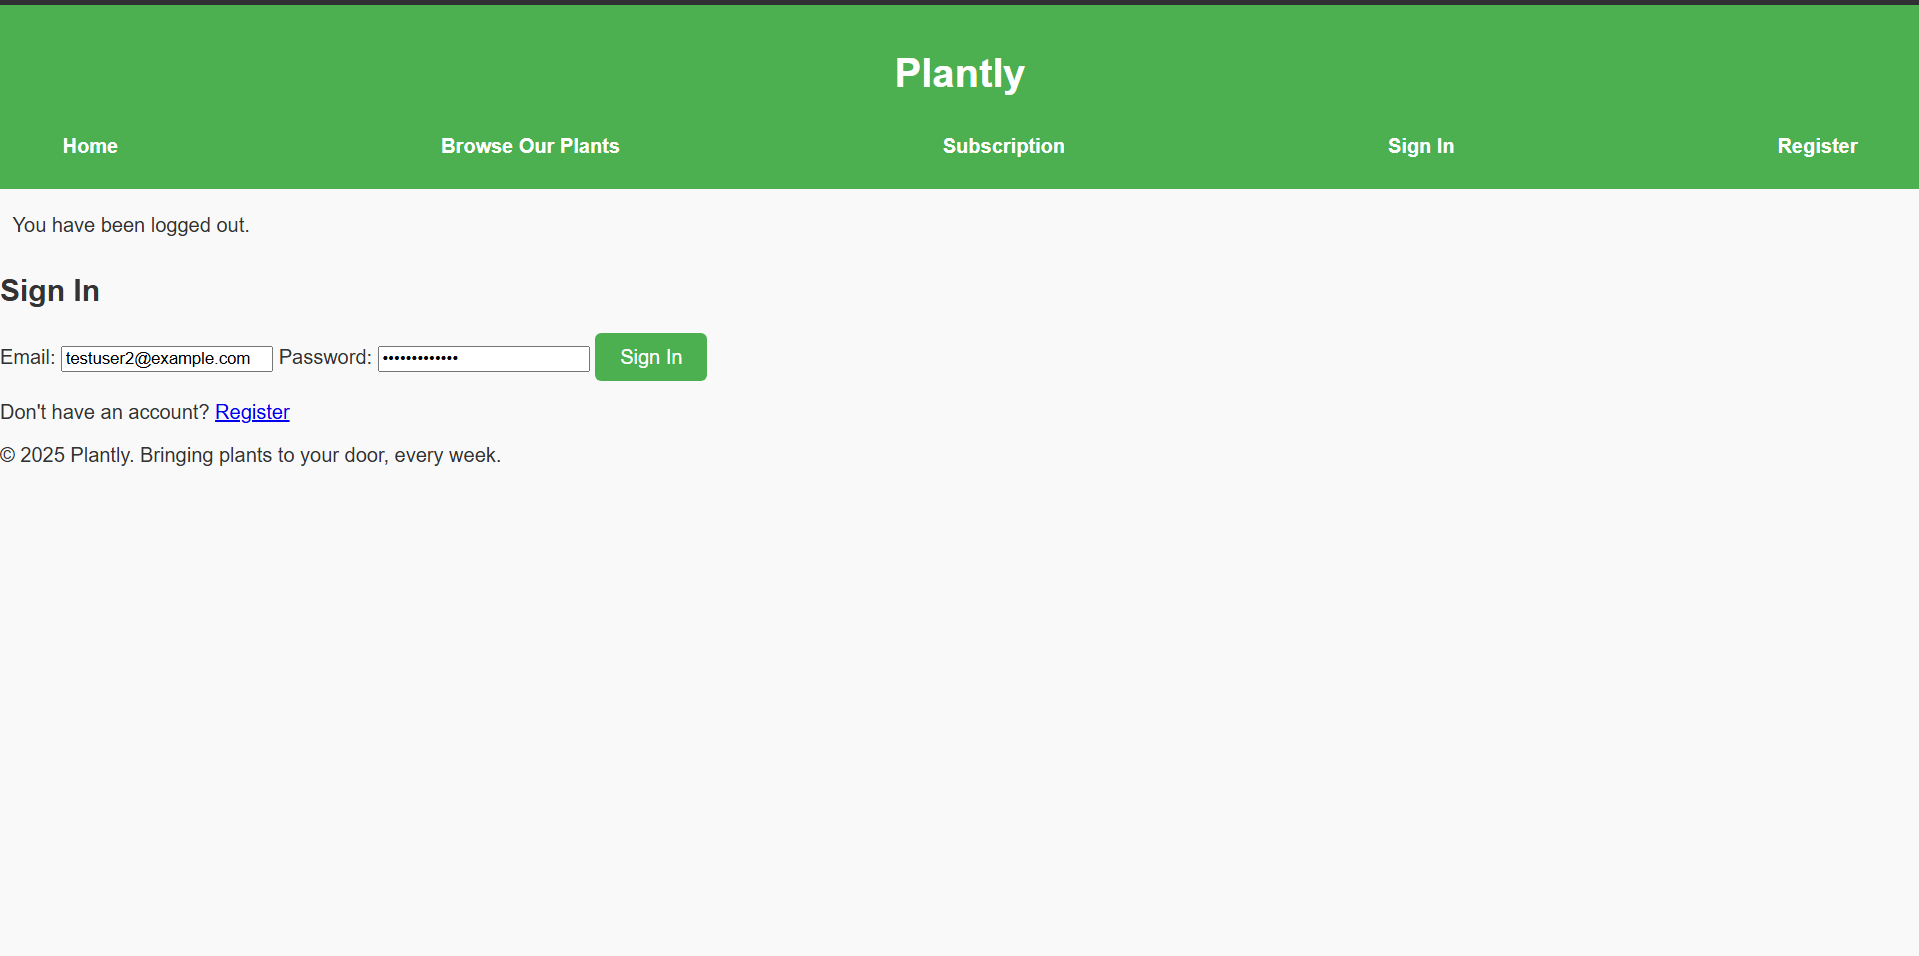 Plantly
Home Browse Our Plants Subscription Sign In Register
You have been logged out.
Sign In
Email: testuser2@example.com Password: ••••••••••••• Sign In
Don't have an account? Register
© 2025 Plantly. Bringing plants to your door, every week.